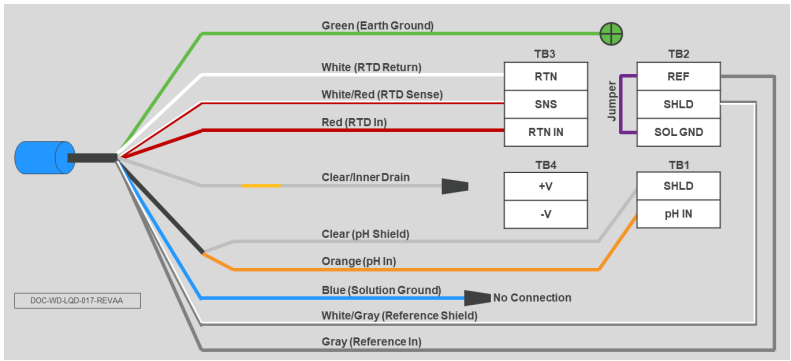 Green (Earth Ground)
TB3
TB2
White (RTD Return)
RTN
REF
White/Red (RTD Sense)
SNS
Jumper
SHLD
Red (RTD In)
RTN IN
SOL GND
TB4
TB1
Clear/Inner Drain
+V
SHLD
-V
pH IN
Clear (pH Shield)
Orange (pH In)
Blue (Solution Ground)
No Connection
DOC-WD-LQD-017-REVAA
White/Gray (Reference Shield)
Gray (Reference In)